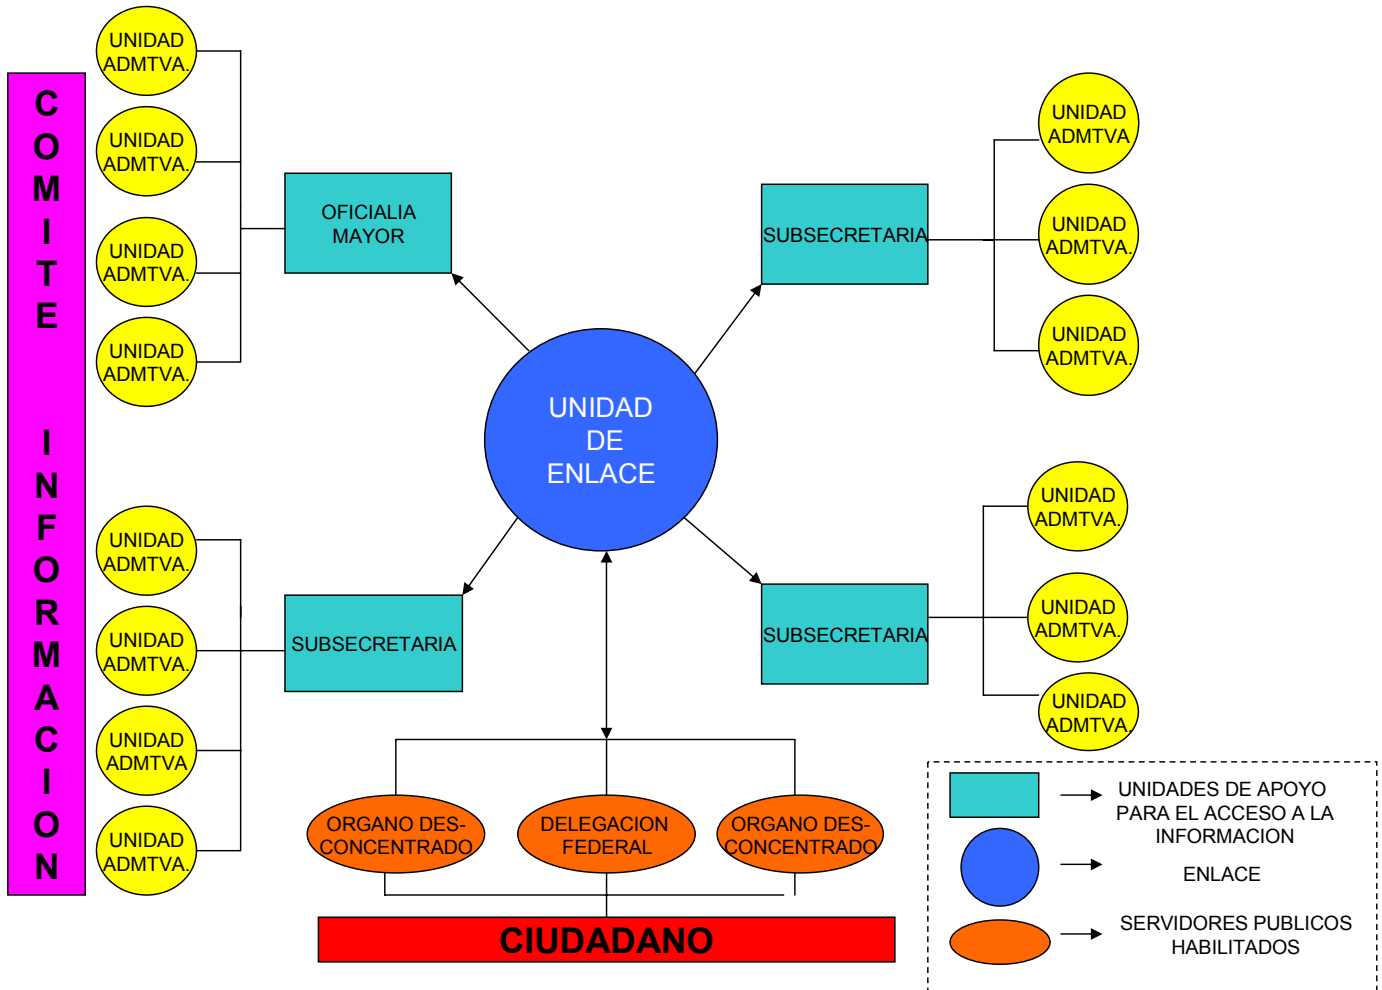 COMITE INFORMACION
UNIDAD
ADMTVA.
UNIDAD
ADMTVA.
UNIDAD
ADMTVA.
UNIDAD
ADMTVA.
OFICIALIA
MAYOR
SUBSECRETARIA
UNIDAD
ADMTVA
UNIDAD
ADMTVA.
UNIDAD
ADMTVA.
UNIDAD
DE
ENLACE
UNIDAD
ADMTVA.
UNIDAD
ADMTVA.
UNIDAD
ADMTVA
UNIDAD
ADMTVA.
SUBSECRETARIA
SUBSECRETARIA
UNIDAD
ADMTVA.
UNIDAD
ADMTVA.
UNIDAD
ADMTVA.
ORGANO DES-
CONCENTRADO
DELEGACION
FEDERAL
ORGANO DES-
CONCENTRADO
CIUDADANO
UNIDADES DE APOYO
PARA EL ACCESO A LA
INFORMACION
ENLACE
SERVIDORES PUBLICOS
HABILITADOS